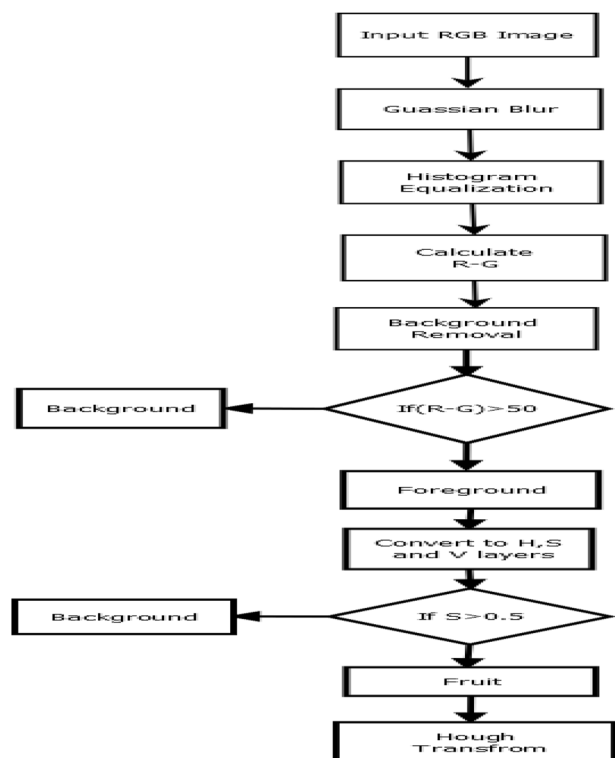 Input RGB Image
Guassian Blur
Histogram
Equalization
Calculate
R-G
Background
Removal
If(R-G)>50
Background
Foreground
Convert to H,S
and V layers
If S>0.5
Background
Fruit
Hough
Transfrom